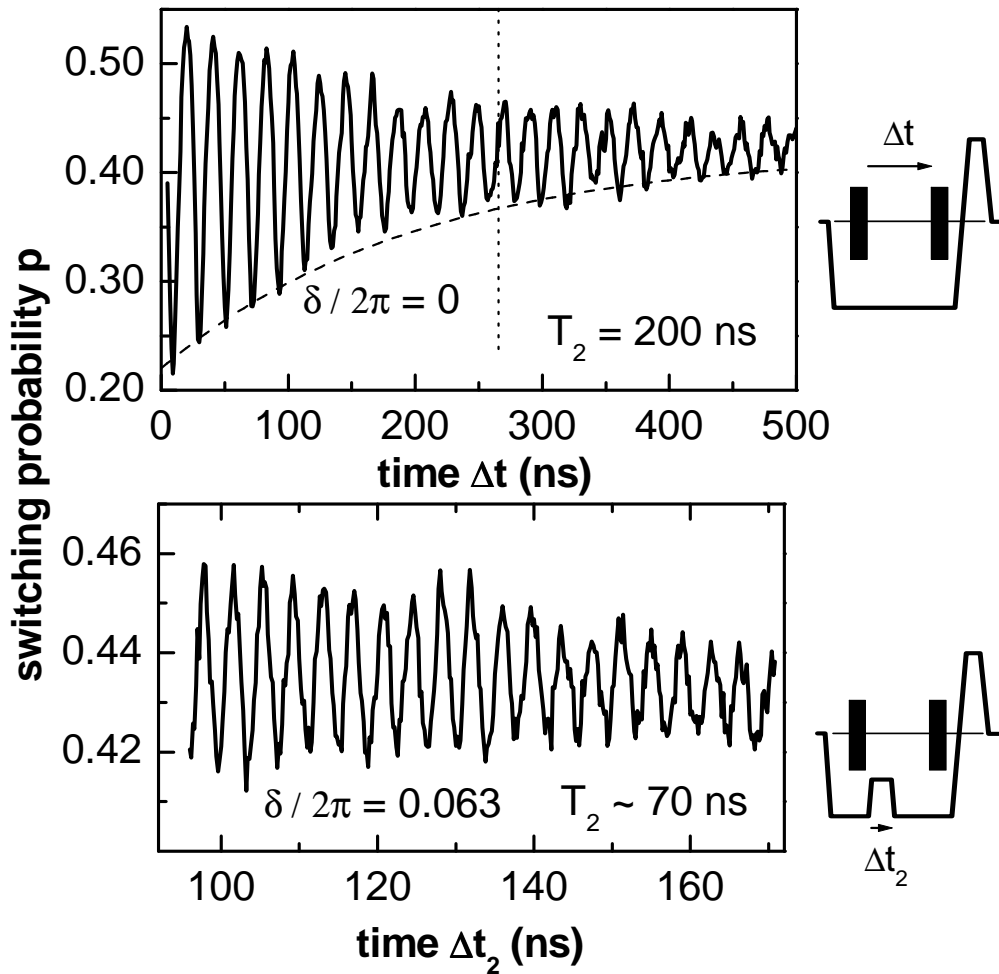 switching probability p
0.50
0.40
0.30
0.20
δ / 2π = 0
T₂ = 200 ns
0 100 200 300 400 500
time Δt (ns)
Δt
0.46
0.44
0.42
δ / 2π = 0.063
T₂ ~ 70 ns
100 120 140 160
time Δt₂ (ns)
Δt₂